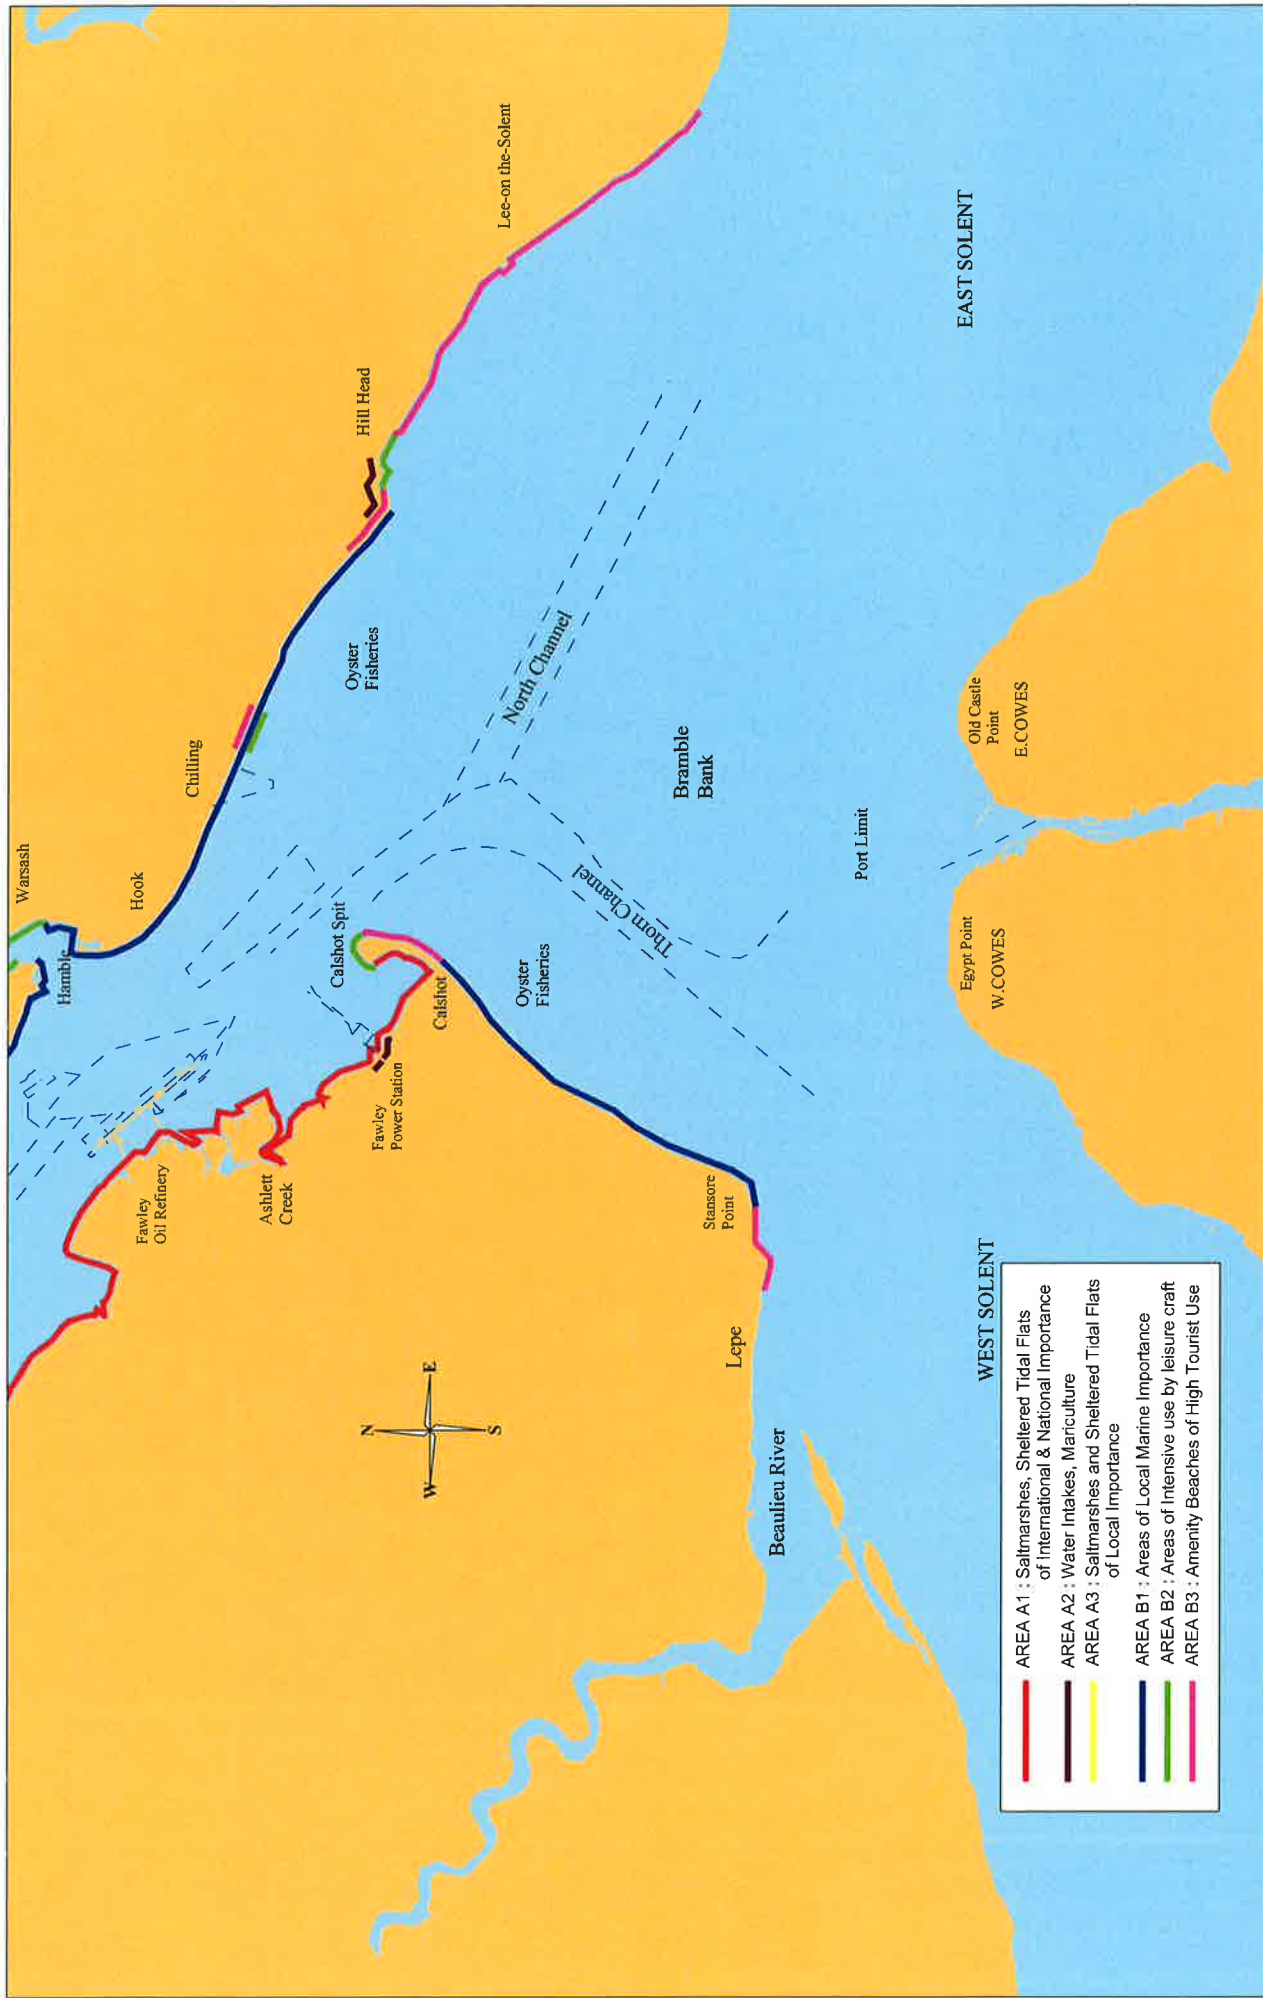 Warsash
Hamble
Hook
Chilling
Hill Head
Lee-on the-Solent
Fawley
Oil Refinery
Ashlett
Creek
Fawley
Power Station
Calshot Spit
Calshot
Oyster
Fisheries
Oyster
Fisheries
North Channel
Thorn Channel
Bramble
Bank
Stansore
Point
Lepe
Beaulieu River
N
W
E
S
Port Limit
EAST SOLENT
WEST SOLENT
Egypt Point
W.COWES
Old Castle
Point
E.COWES
AREA A1 : Saltmarshes, Sheltered Tidal Flats
of International & National Importance
AREA A2 : Water Intakes, Mariculture
AREA A3 : Saltmarshes and Sheltered Tidal Flats
of Local Importance
AREA B1 : Areas of Local Marine Importance
AREA B2 : Areas of Intensive use by leisure craft
AREA B3 : Amenity Beaches of High Tourist Use